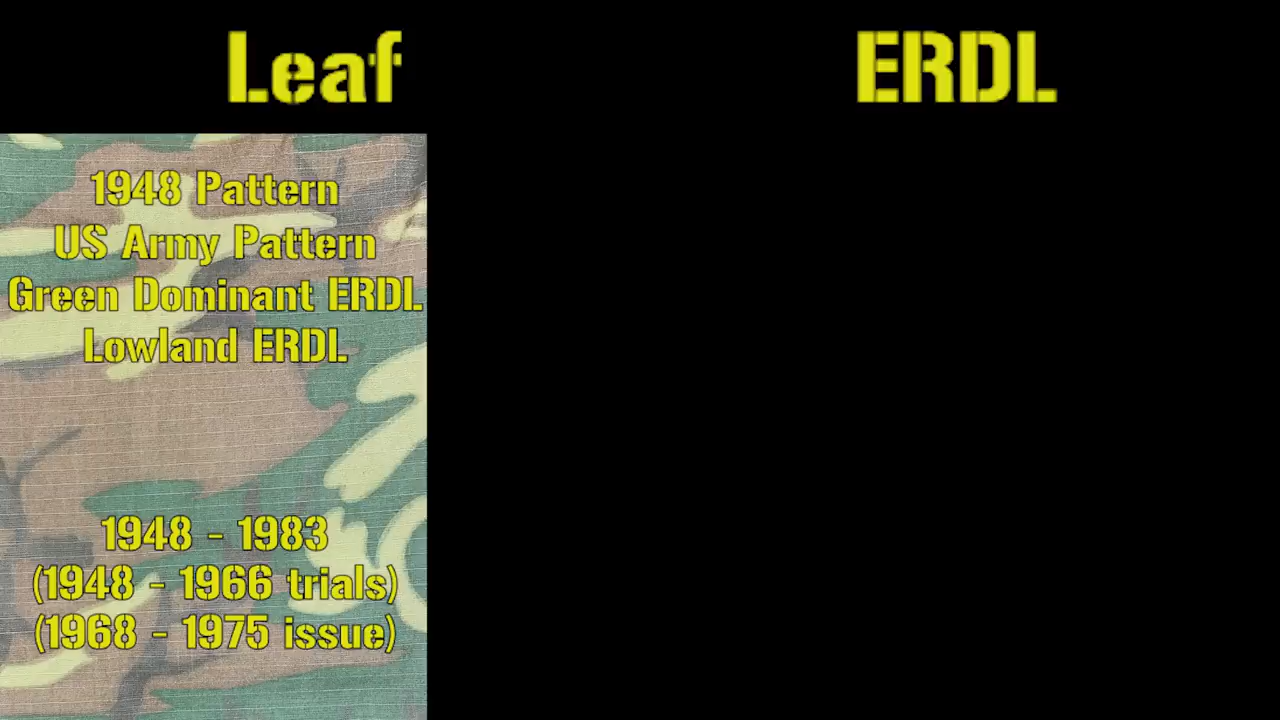 Leaf ERDL
1948 Pattern
US Army Pattern
Green Dominant ERDL
Lowland ERDL
1948 - 1983
(1948 - 1966 trials)
(1968 - 1975 issue)